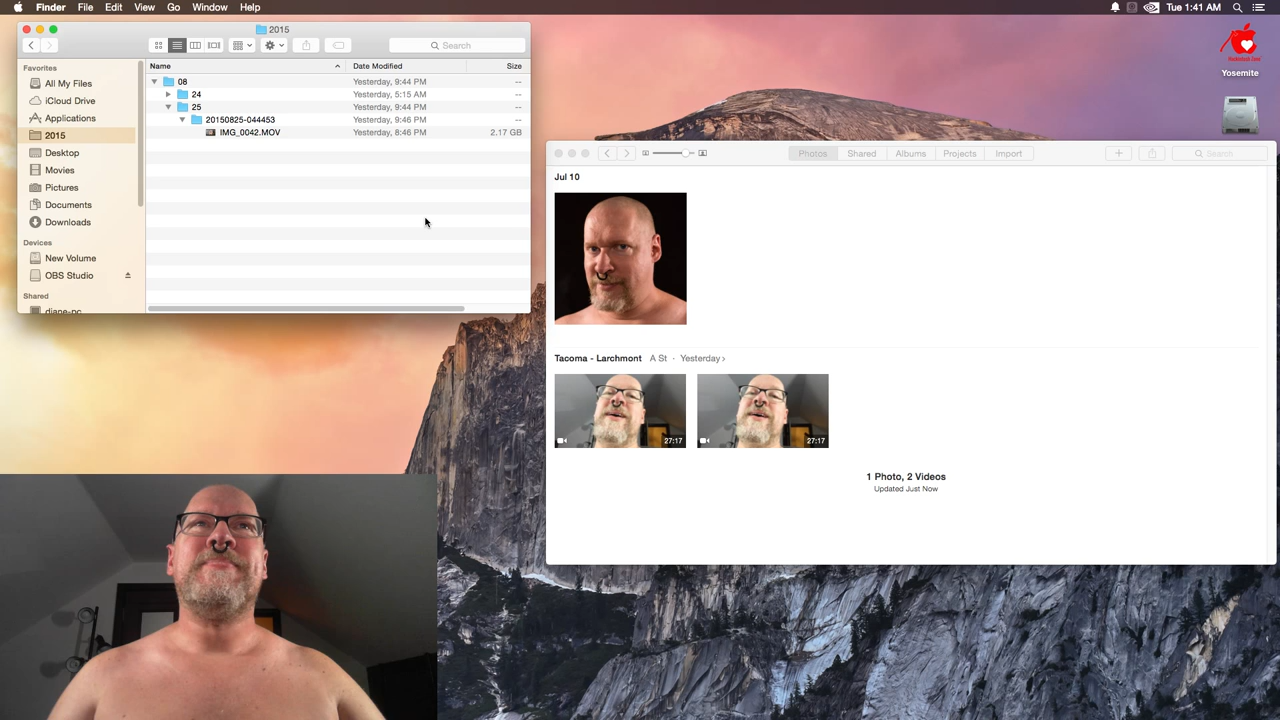 Finder File Edit View Go Window Help
Tue 1:41 AM
2015
Search
Favorites
All My Files
iCloud Drive
Applications
2015
Desktop
Movies
Pictures
Documents
Downloads
Devices
New Volume
OBS Studio
Shared
diane-pc
Name Date Modified Size
08 Yesterday, 9:44 PM --
24 Yesterday, 5:15 AM --
25 Yesterday, 9:44 PM --
20150825-044453 Yesterday, 9:46 PM --
IMG_0042.MOV Yesterday, 8:46 PM 2.17 GB
Yosemite
Photos Shared Albums Projects Import
Search
Jul 10
Tacoma - Larchmont A St · Yesterday ›
27:17
27:17
1 Photo, 2 Videos
Updated Just Now